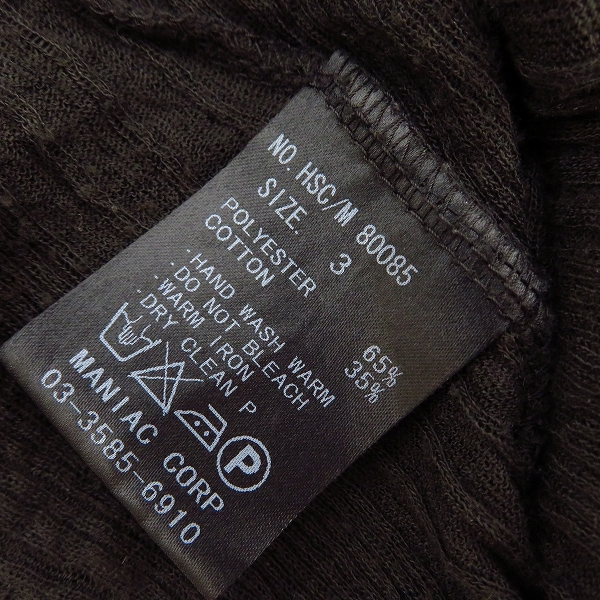 NO. HSC/M 80085
SIZE. 3
POLYESTER 65%
COTTON 35%
· HAND WASH WARM
· DO NOT BLEACH
· WARM IRON
· DRY CLEAN P
P
MANIAC CORP
03-3585-6910